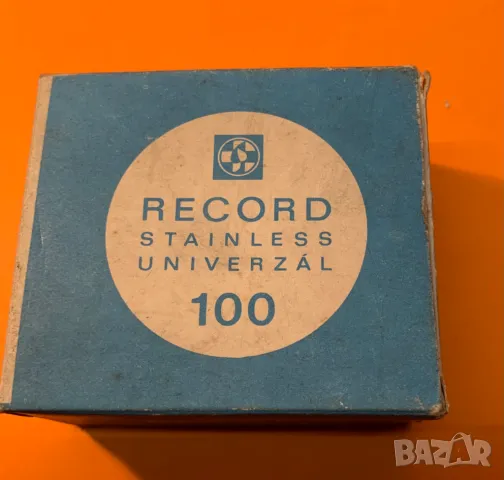 RECORD
STAINLESS
UNIVERZÁL
100
BAZAR